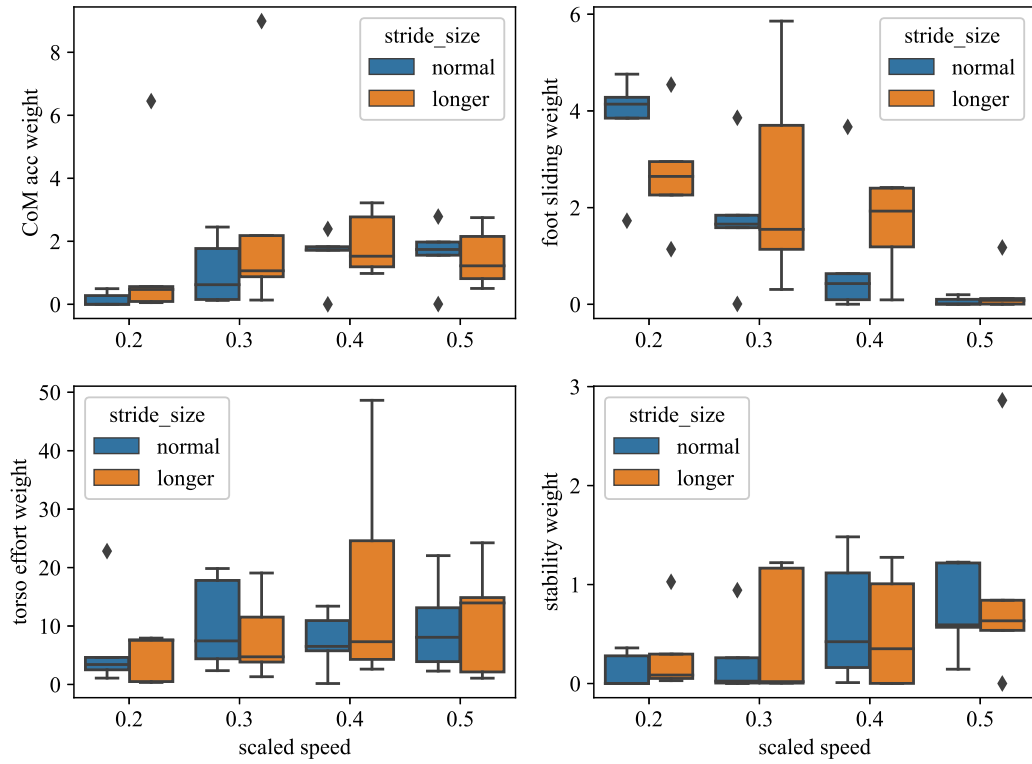 CoM acc weight
8
6
4
2
0
0.2 0.3 0.4 0.5
stride_size
normal
longer
foot sliding weight
6
4
2
0
0.2 0.3 0.4 0.5
stride_size
normal
longer
torso effort weight
50
40
30
20
10
0
0.2 0.3 0.4 0.5
scaled speed
stride_size
normal
longer
stability weight
3
2
1
0
0.2 0.3 0.4 0.5
scaled speed
stride_size
normal
longer